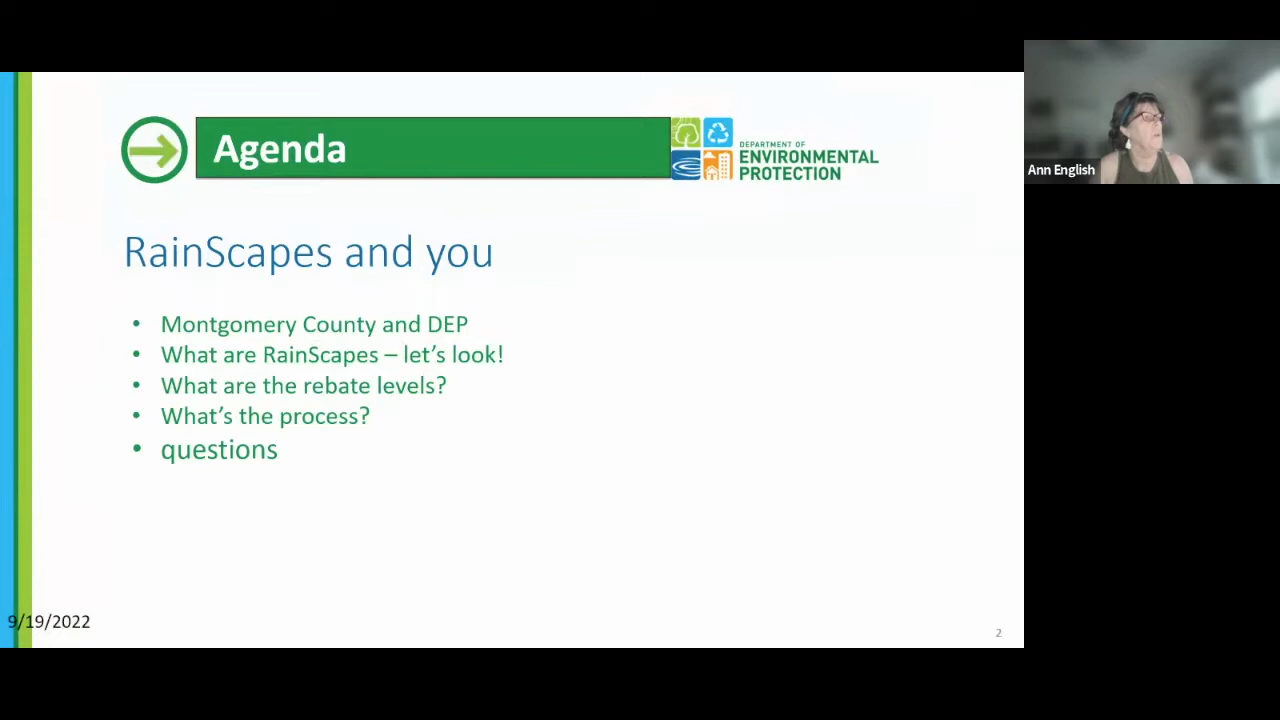 Agenda
DEPARTMENT OF
ENVIRONMENTAL
PROTECTION
Ann English
RainScapes and you
• Montgomery County and DEP
• What are RainScapes – let’s look!
• What are the rebate levels?
• What’s the process?
• questions
9/19/2022
2